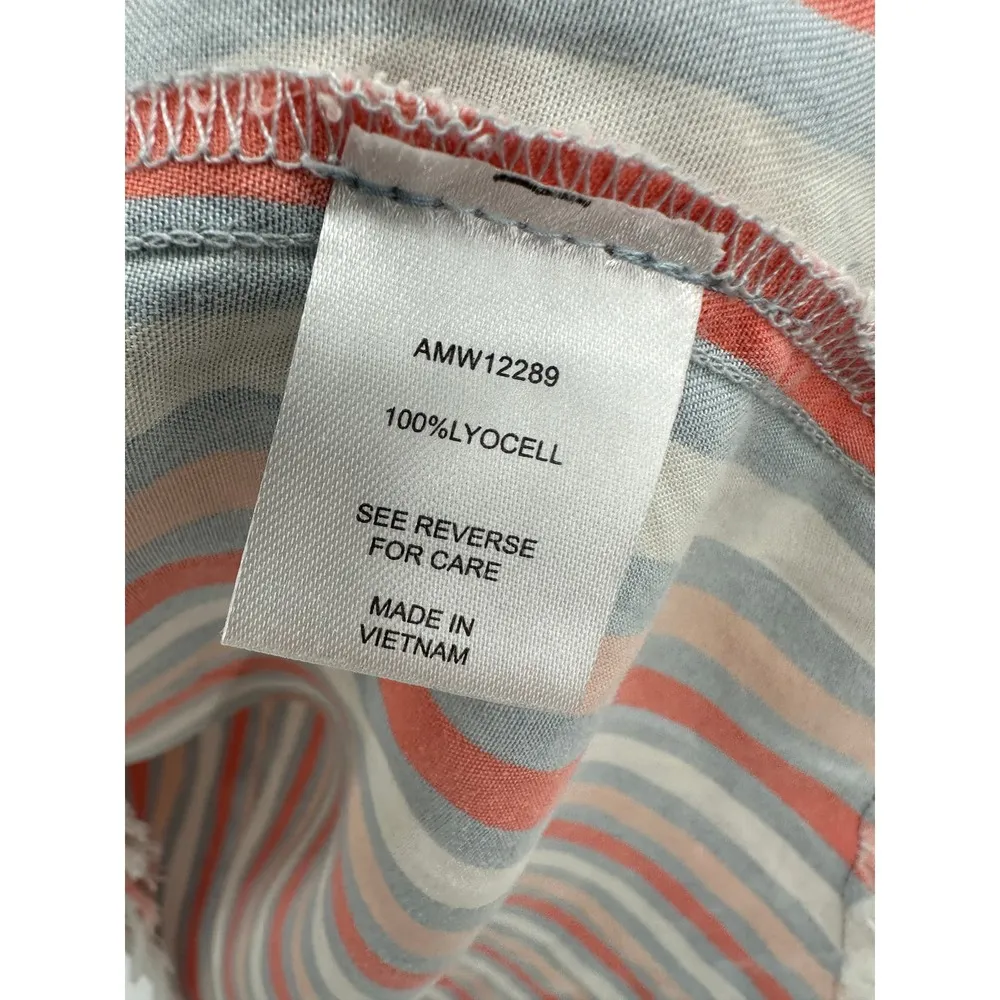 AMW12289
100%LYOCELL
SEE REVERSE
FOR CARE
MADE IN
VIETNAM